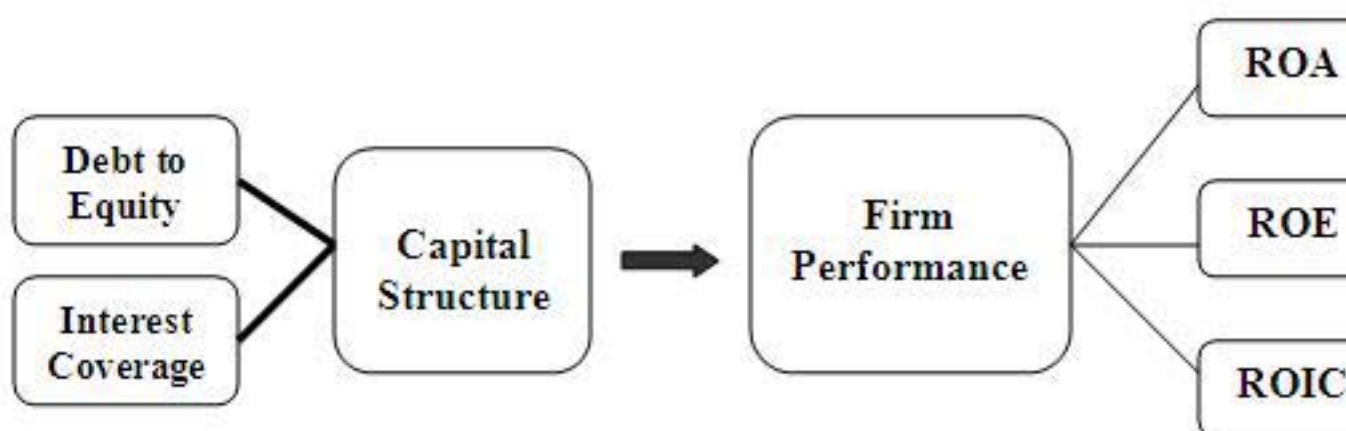 Debt to
Equity
Interest
Coverage
Capital
Structure
Firm
Performance
ROA
ROE
ROIC